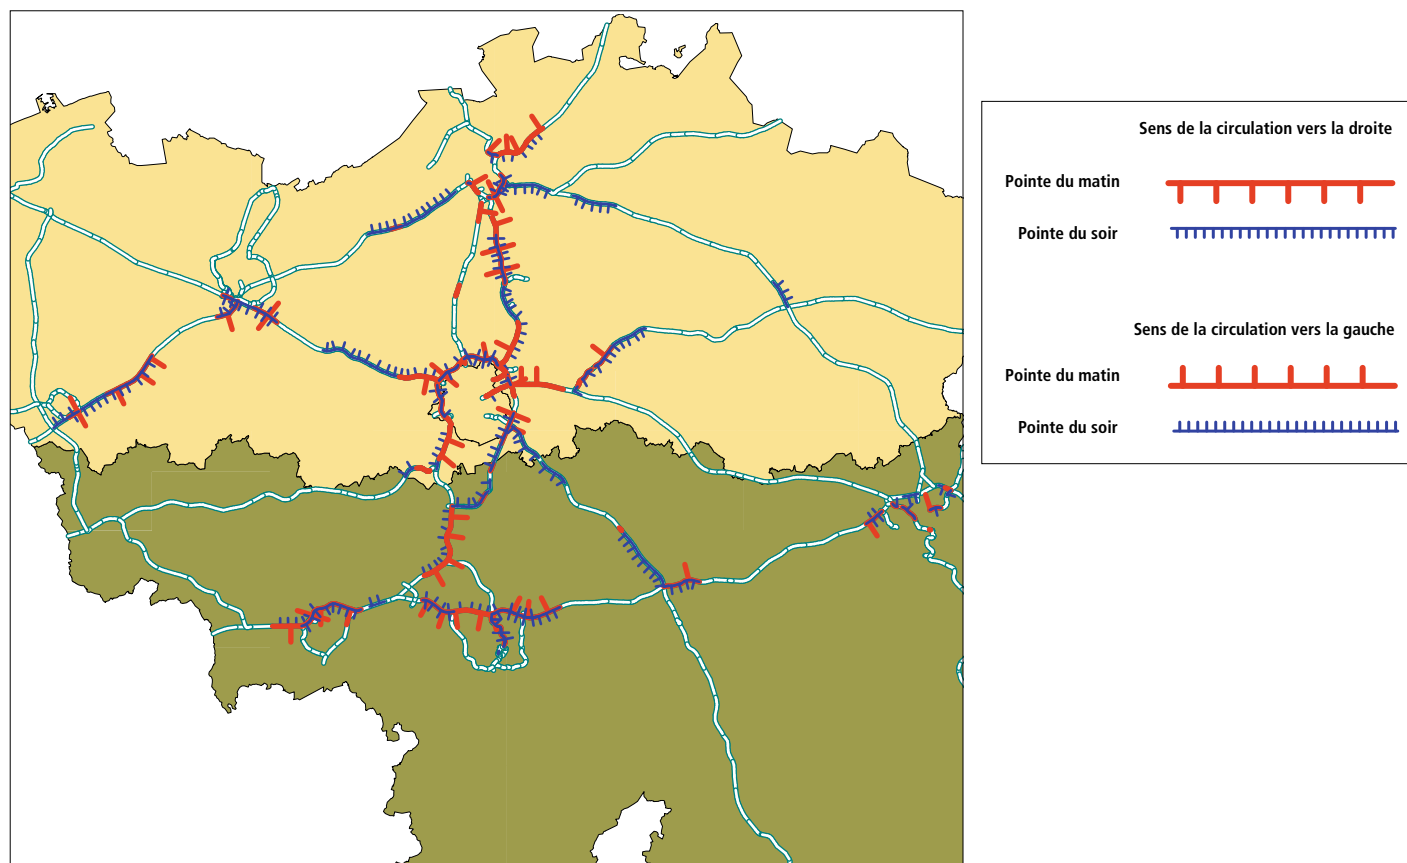 Sens de la circulation vers la droite
Pointe du matin
Pointe du soir
Sens de la circulation vers la gauche
Pointe du matin
Pointe du soir